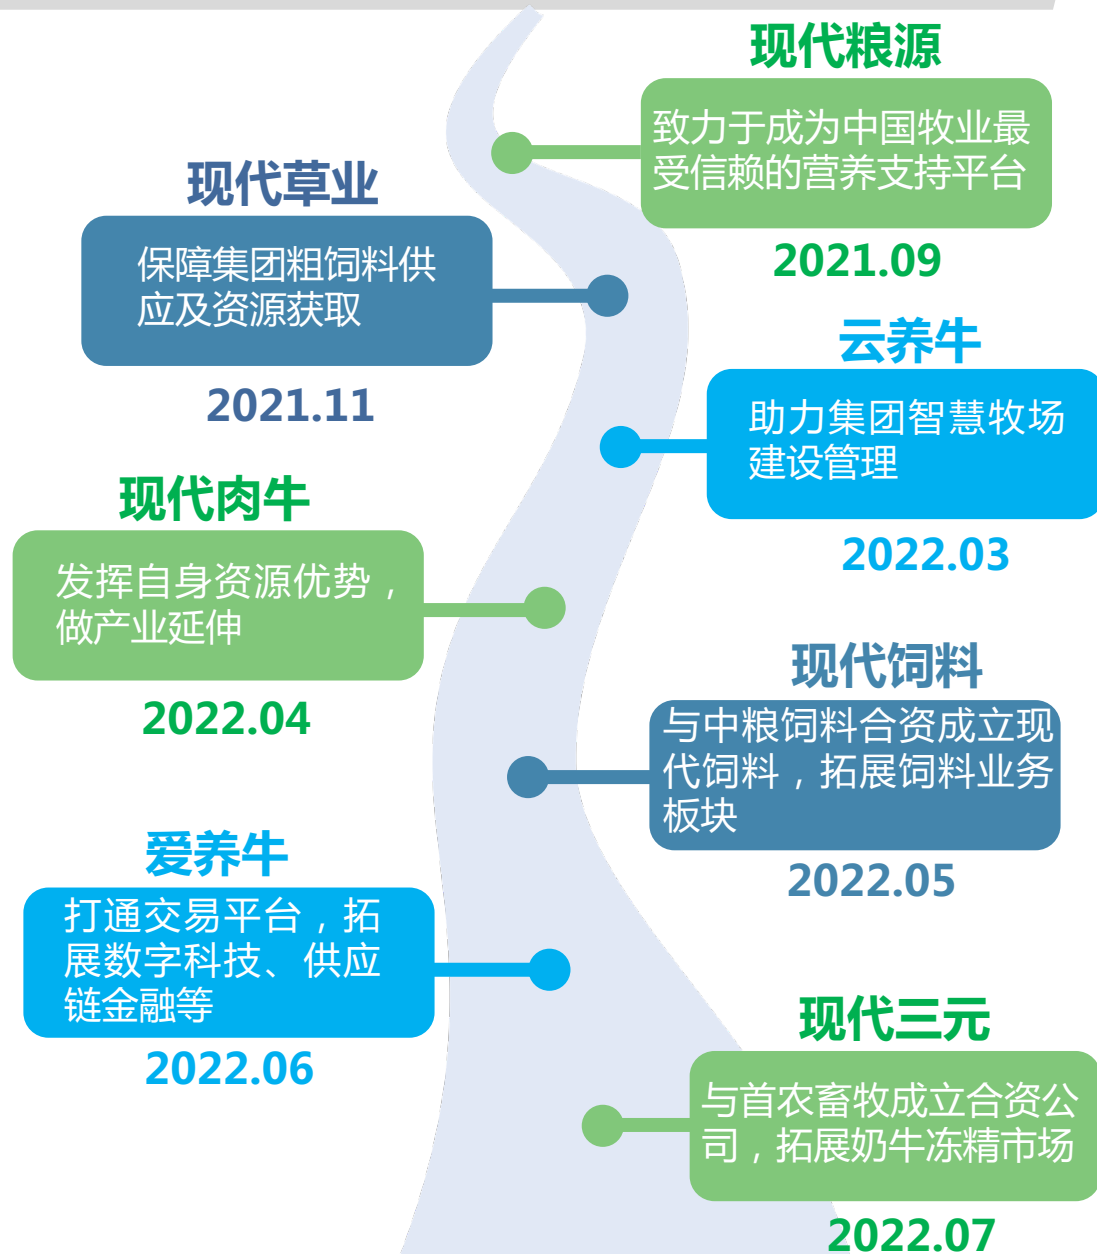 现代粮源
致力于成为中国牧业最
受信赖的营养支持平台
2021.09
现代草业
保障集团粗饲料供
应及资源获取
2021.11
云养牛
助力集团智慧牧场
建设管理
2022.03
现代肉牛
发挥自身资源优势，
做产业延伸
2022.04
现代饲料
与中粮饲料合资成立现
代饲料，拓展饲料业务
板块
2022.05
爱养牛
打通交易平台，拓
展数字科技、供应
链金融等
2022.06
现代三元
与首农畜牧成立合资公
司，拓展奶牛冻精市场
2022.07